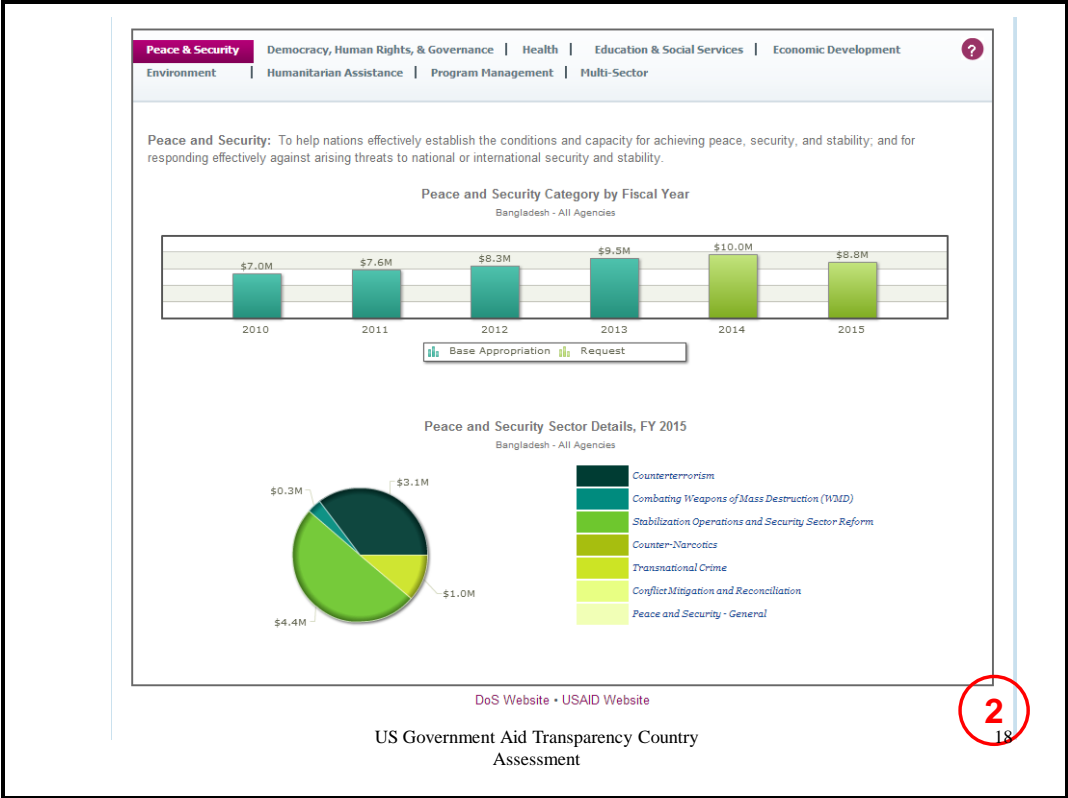 Peace & Security Democracy, Human Rights, & Governance | Health | Education & Social Services | Economic Development ?
Environment | Humanitarian Assistance | Program Management | Multi-Sector
Peace and Security: To help nations effectively establish the conditions and capacity for achieving peace, security, and stability; and for
responding effectively against arising threats to national or international security and stability.
Peace and Security Category by Fiscal Year
Bangladesh - All Agencies
$7.0M $7.6M $8.3M $9.5M $10.0M $8.8M
2010 2011 2012 2013 2014 2015
Base Appropriation Request
Peace and Security Sector Details, FY 2015
Bangladesh - All Agencies
$3.1M
$0.3M
$1.0M
$4.4M
Counterterrorism
Combating Weapons of Mass Destruction (WMD)
Stabilization Operations and Security Sector Reform
Counter-Narcotics
Transnational Crime
Conflict Mitigation and Reconciliation
Peace and Security - General
DoS Website • USAID Website
2
US Government Aid Transparency Country
Assessment
18